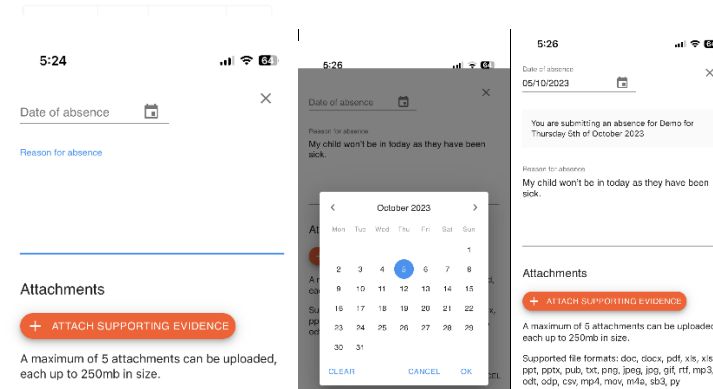 5:24
64
Date of absence
Reason for absence
Attachments
+ ATTACH SUPPORTING EVIDENCE
A maximum of 5 attachments can be uploaded,
each up to 250mb in size.
5:26
64
Date of absence
Reason for absence
My child won't be in today as they have been
sick.
October 2023
Mon Tue Wed Thu Fri Sat Sun
1
2 3 4 5 6 7 8
9 10 11 12 13 14 15
16 17 18 19 20 21 22
23 24 25 26 27 28 29
30 31
CLEAR CANCEL OK
5:26
Date of absence
05/10/2023
You are submitting an absence for Demo for
Thursday 5th of October 2023
Reason for absence
My child won't be in today as they have been
sick.
Attachments
+ ATTACH SUPPORTING EVIDENCE
A maximum of 5 attachments can be uploaded
each up to 250mb in size.
Supported file formats: doc, docx, pdf, xls, xls
ppt, pptx, pub, txt, png, jpeg, jpg, gif, rtf, mp3,
odt, odp, csv, mp4, mov, m4a, sb3, py